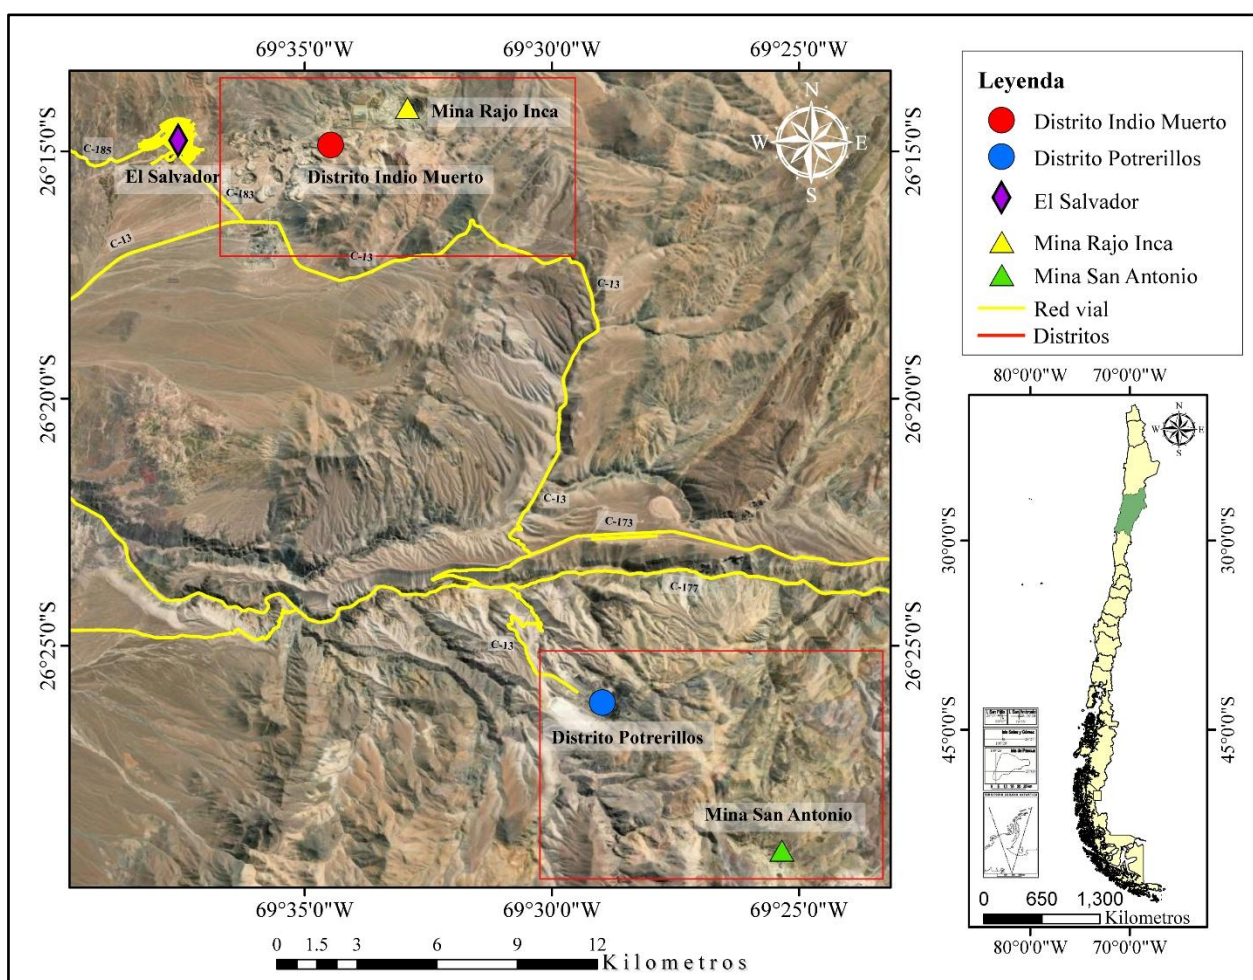 69°35'0"W
69°30'0"W
69°25'0"W
26°15'0"S
26°20'0"S
26°25'0"S
Mina Rajo Inca
C-185
El Salvador
Distrito Indio Muerto
C-183
C-13
C-13
C-13
C-13
C-173
C-177
C-13
Distrito Potrerillos
Mina San Antonio
N
W E
S
26°15'0"S
26°20'0"S
26°25'0"S
69°35'0"W
69°30'0"W
69°25'0"W
0 1.5 3 6 9 12
Kilometros
Leyenda
Distrito Indio Muerto
Distrito Potrerillos
El Salvador
Mina Rajo Inca
Mina San Antonio
Red vial
Distritos
80°0'0"W 70°0'0"W
N
W E
S
30°0'0"S
45°0'0"S
30°0'0"S
45°0'0"S
0 650 1,300
Kilometros
80°0'0"W 70°0'0"W